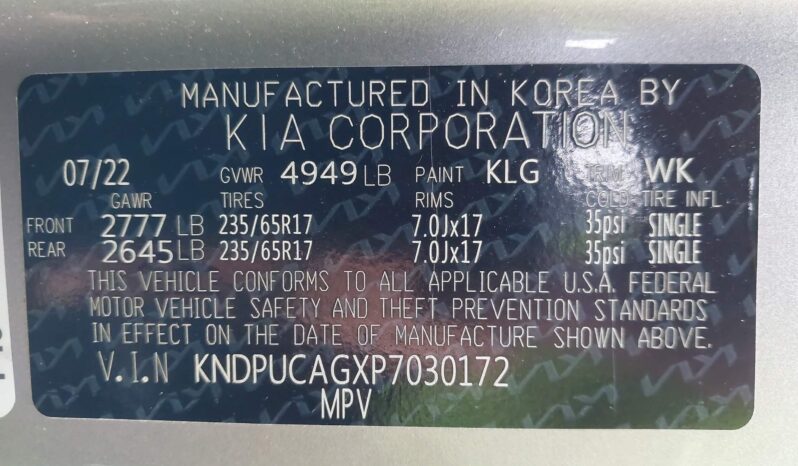 MANUFACTURED IN KOREA BY
KIA CORPORATION
07/22 GVWR 4949 LB PAINT KLG TRIM WK
GAWR TIRES RIMS COLD TIRE INFL
FRONT 2777 LB 235/65R17 7.0Jx17 35psi SINGLE
REAR 2645 LB 235/65R17 7.0Jx17 35psi SINGLE
THIS VEHICLE CONFORMS TO ALL APPLICABLE U.S.A. FEDERAL
MOTOR VEHICLE SAFETY AND THEFT PREVENTION STANDARDS
IN EFFECT ON THE DATE OF MANUFACTURE SHOWN ABOVE.
V.I.N KNDPUCAGXP7030172
MPV